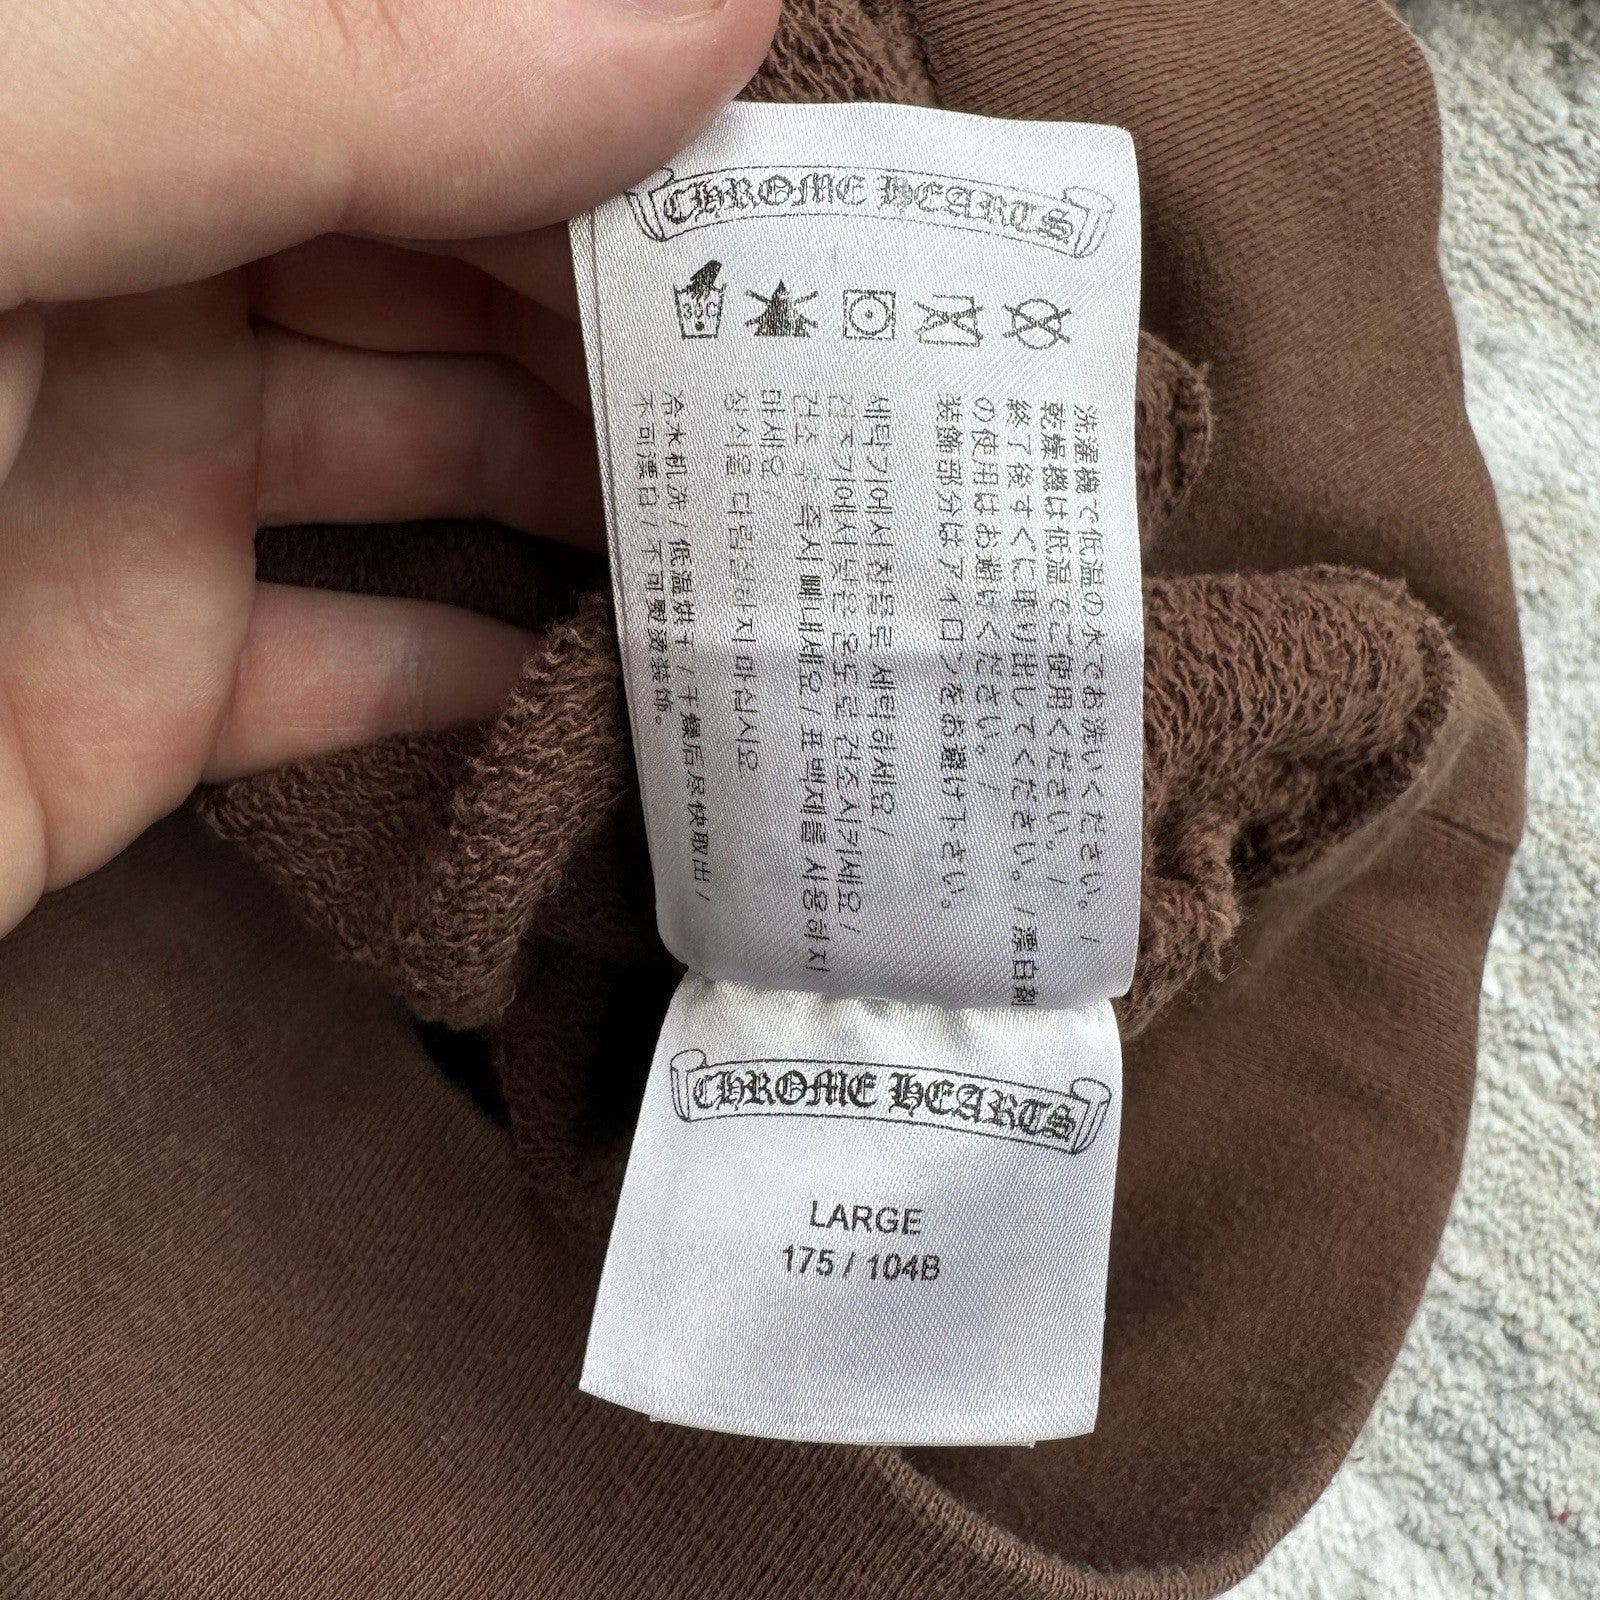 CHROME HEARTS
30C
洗濯機で低温の水でお洗いください。/
乾燥機は低温でご使用ください。/
終了後すぐに取り出してください。/漂白剤
の使用はお避けください。/
装飾部分はアイロンをお避け下さい。
세탁기에서 찬물로 세탁하세요/
건조기에서 낮은 온도로 건조시키세요/
건조 후 즉시 빼내세요/표백제를 사용하지
마세요/
장식을 다림질하지 마십시요
冷水机洗/低温烘干/干燥后尽快取出/
不可漂白/不可熨烫装饰。
CHROME HEARTS
LARGE
175 / 104B